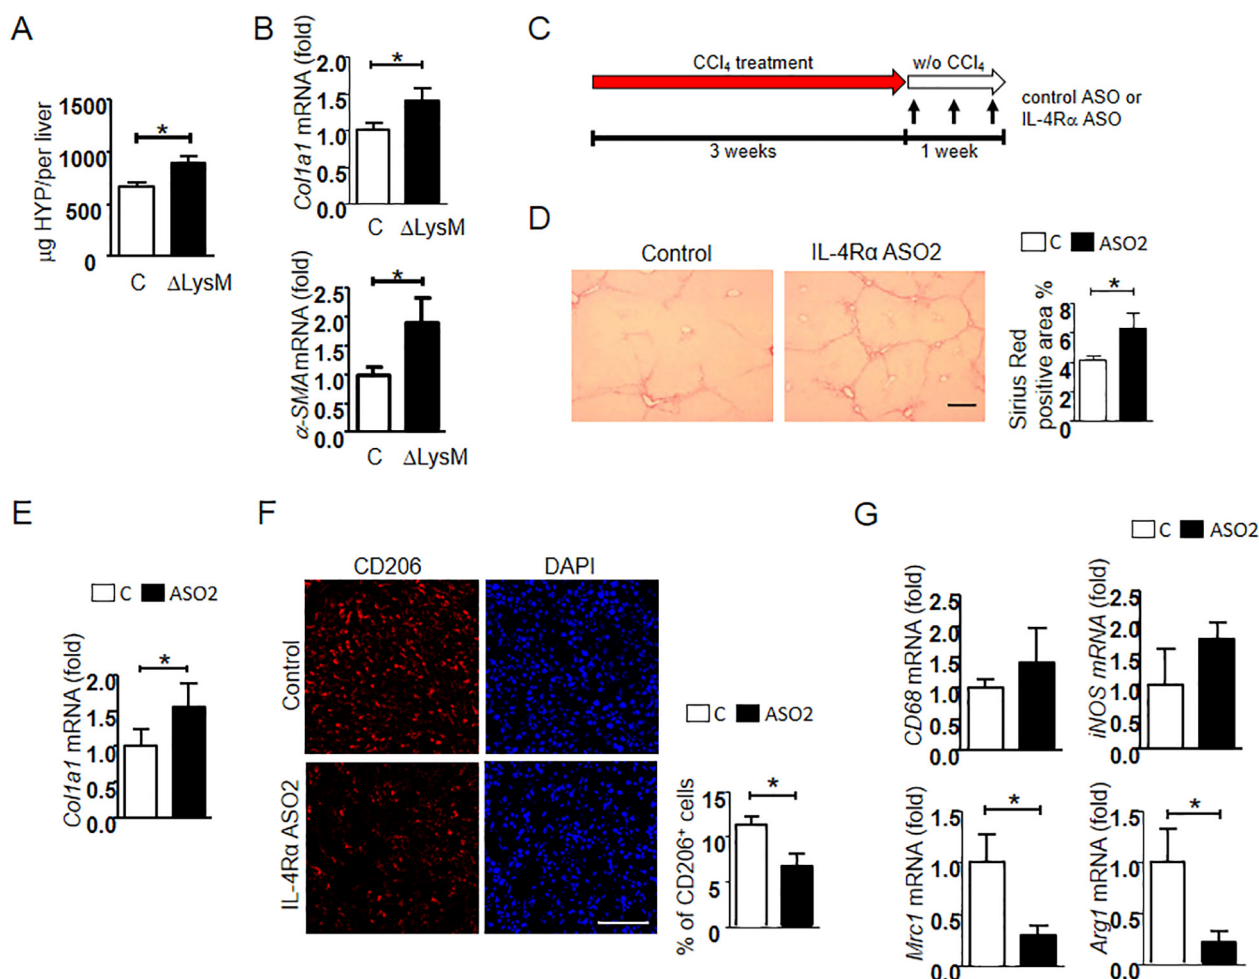 A
µg HYP/per liver
1500
1000
500
0
*
C
ΔLysM
B
Col1a1 mRNA (fold)
2.0
1.5
1.0
0.5
0.0
*
C
ΔLysM
α-SMA mRNA (fold)
2.5
2.0
1.5
1.0
0.5
0.0
*
C
ΔLysM
C
CCl₄ treatment
w/o CCl₄
control ASO or
IL-4Rα ASO
3 weeks
1 week
D
Control
IL-4Rα ASO2
C
ASO2
Sirius Red
positive area %
8
6
4
2
0
*
E
C
ASO2
Col1a1 mRNA (fold)
2.0
1.5
1.0
0.5
0.0
*
F
CD206
DAPI
Control
IL-4Rα ASO2
C
ASO2
% of CD206⁺ cells
15
10
5
0
*
G
C
ASO2
CD68 mRNA (fold)
2.5
2.0
1.5
1.0
0.5
0.0
iNOS mRNA (fold)
2.5
2.0
1.5
1.0
0.5
0.0
Mrc1 mRNA (fold)
1.5
1.0
0.5
0.0
*
Arg1 mRNA (fold)
1.5
1.0
0.5
0.0
*